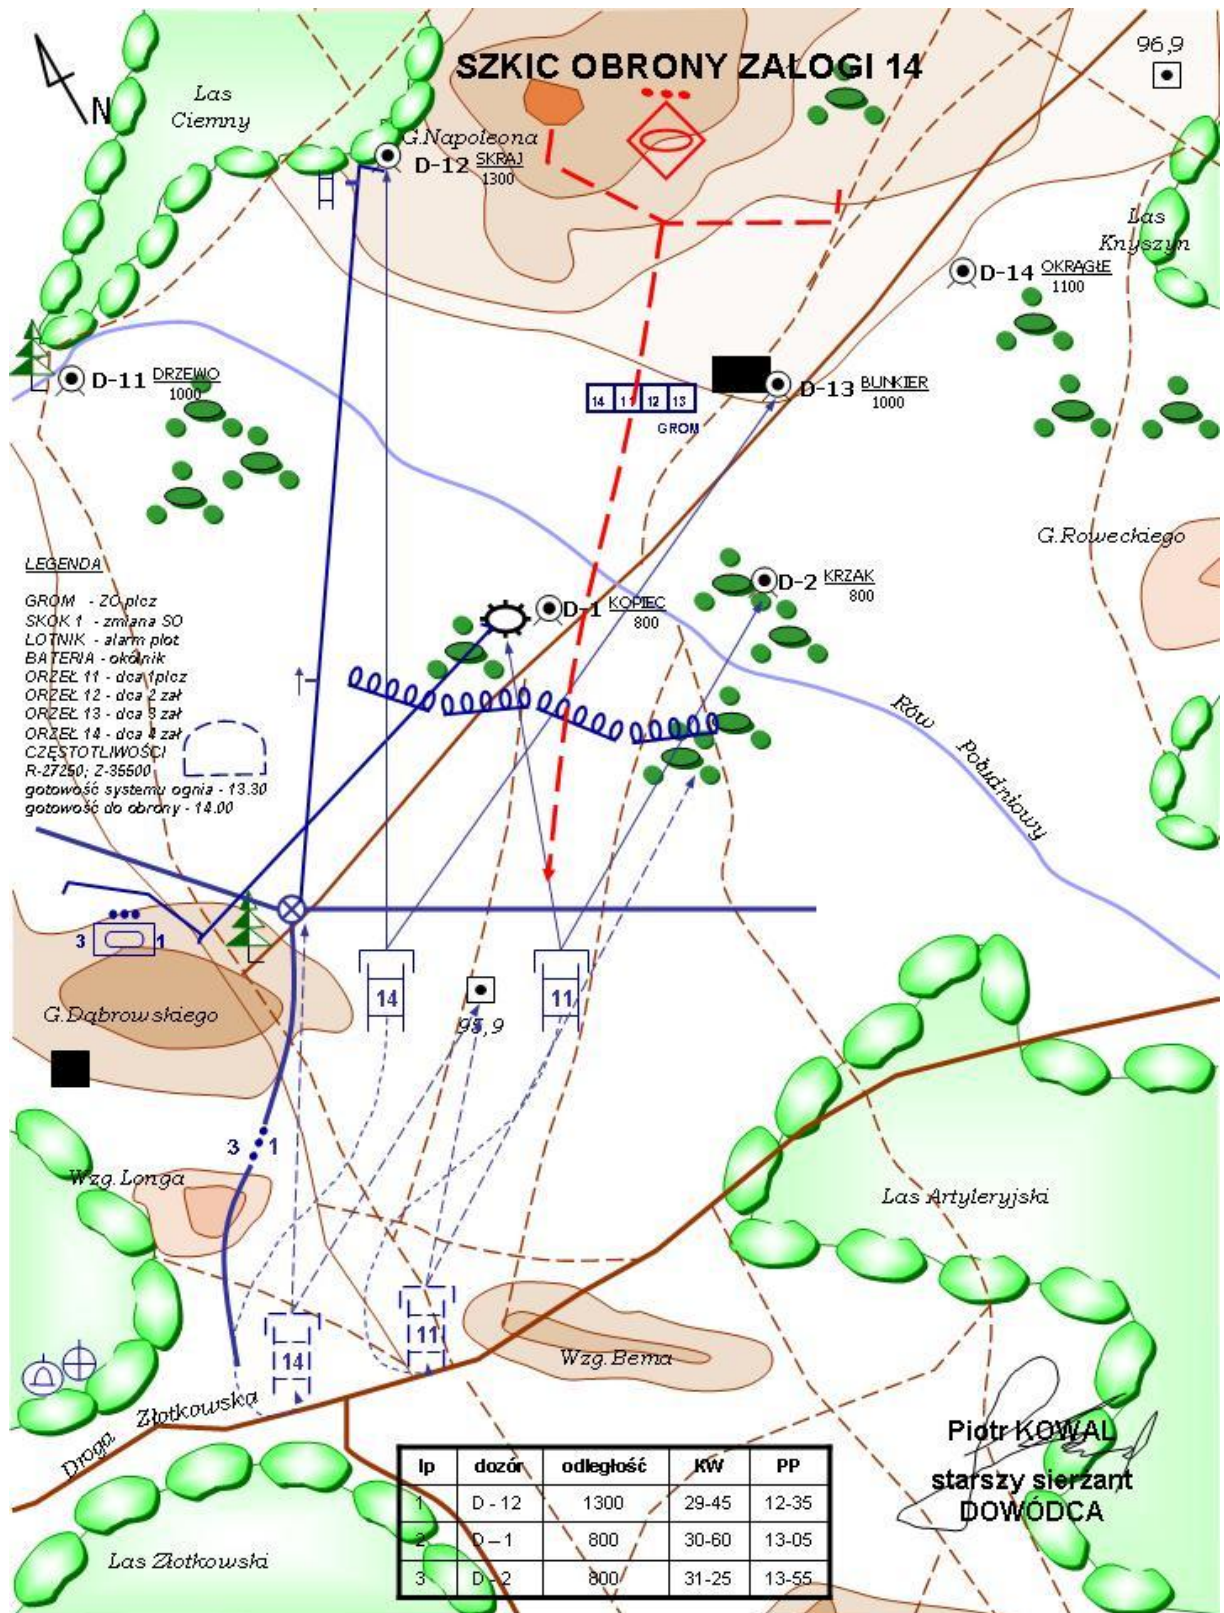 SZKIC OBRONY ZAŁOGI 14
96,9
N
Las
Ciemny
G.Napoleona
D-12 SKRAJ
1300
Las
Knyszyn
D-14 OKRĄGŁE
1100
D-11 DRZEWO
1000
D-13 BUNKIER
1000
14 11 12 13
GROM
G.Roweckiego
LEGENDA
GROM - ZO plcz
SKOK 1 - zmiana SO
LOTNIK - alarm plot
BATERIA - okólnik
ORZEŁ 11 - dca 1plcz
ORZEŁ 12 - dca 2 zał
ORZEŁ 13 - dca 3 zał
ORZEŁ 14 - dca 4 zał
CZĘSTOTLIWOŚCI
R-27250; Z-35500
gotowość systemu ognia - 13.30
gotowość do obrony - 14.00
D-1 KOPIEC
800
D-2 KRZAK
800
Rów Południowy
3 1
14
11
G.Dąbrowskiego
95,9
3 1
Wzg.Longa
Las Artyleryjski
14
11
Wzg.Bema
Droga Złotkowska
Piotr KOWAL
starszy sierżant
DOWÓDCA
lp dozór odległość KW PP
1 D - 12 1300 29-45 12-35
2 D – 1 800 30-60 13-05
3 D - 2 800 31-25 13-55
Las Złotkowski